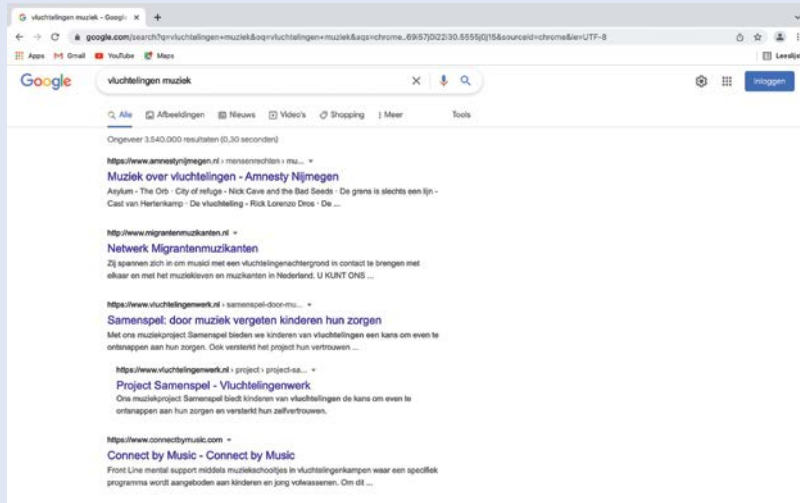 vluchtelingen muziek - Google
google.com/search?q=vluchtelingen+muziek&oq=vluchtelingen+muziek&aqs=chrome..69i57j0i22i30.5555j0j15&sourceid=chrome&ie=UTF-8
Apps Gmail YouTube Maps
Google vluchtelingen muziek Inloggen
Alle Afbeeldingen Nieuws Video's Shopping Meer Tools
Ongeveer 3.540.000 resultaten (0,30 seconden)
https://www.amnestynijmegen.nl › mensenrechten › mu...
Muziek over vluchtelingen - Amnesty Nijmegen
Asylum - The Orb · City of refuge - Nick Cave and the Bad Seeds · De grens is slechts een lijn -
Cast van Hertenkamp · De vluchteling - Rick Lorenzo Dros · De ...
http://www.migrantenmuzikanten.nl
Netwerk Migrantenmuzikanten
Zij spannen zich in om musici met een vluchtelingenachtergrond in contact te brengen met
elkaar en met het muziekleven en muzikanten in Nederland. U KUNT ONS ...
https://www.vluchtelingenwerk.nl › samenspel-door-mu...
Samenspel: door muziek vergeten kinderen hun zorgen
Met ons muziekproject Samenspel bieden we kinderen van vluchtelingen een kans om even te
ontsnappen aan hun zorgen. Ook versterkt het project hun vertrouwen ...
https://www.vluchtelingenwerk.nl › project › project-sa...
Project Samenspel - Vluchtelingenwerk
Ons muziekproject Samenspel biedt kinderen van vluchtelingen de kans om even te
ontsnappen aan hun zorgen en versterkt hun zelfvertrouwen.
https://www.connectbymusic.com
Connect by Music - Connect by Music
Front Line mental support middels muziekschooltjes in vluchtelingenkampen waar een specifiek
programma wordt aangeboden aan kinderen en jong volwassenen. Om dit ...